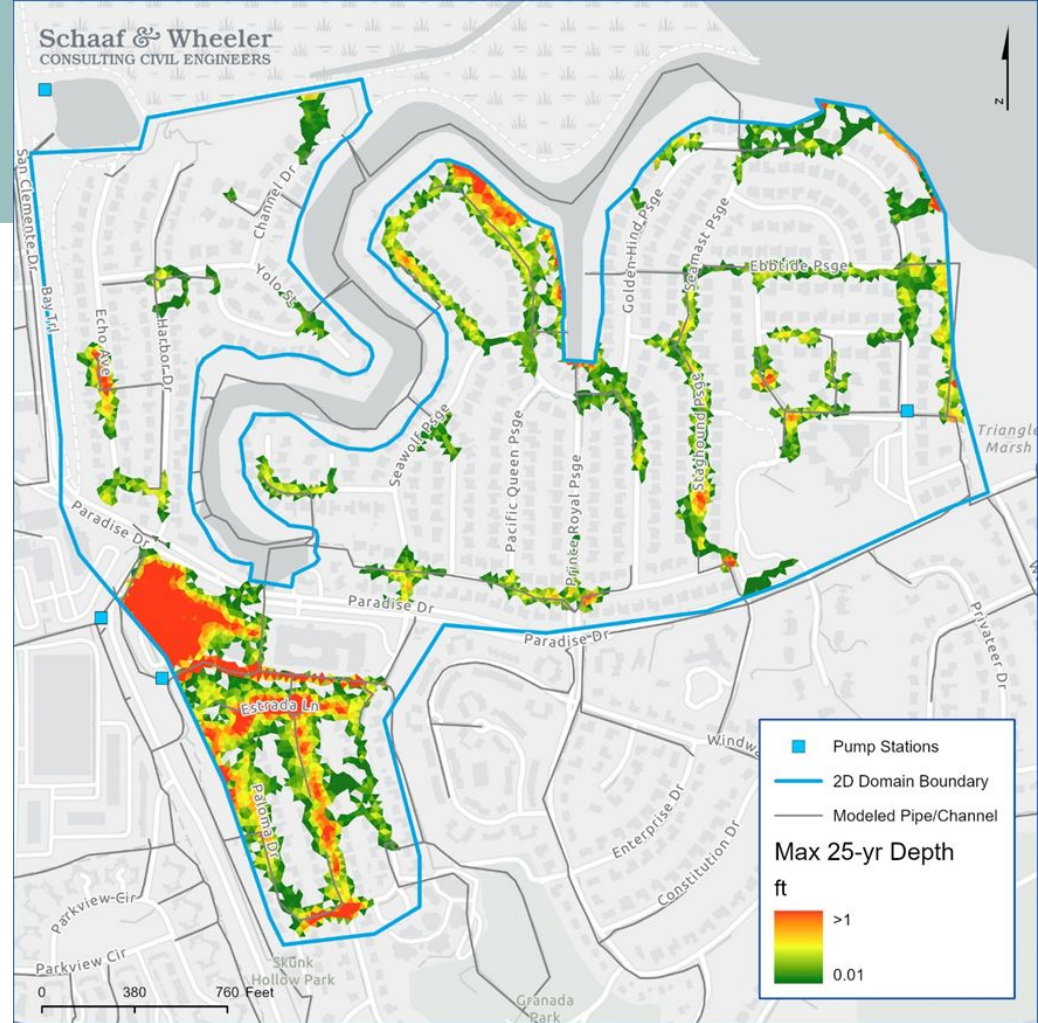 Schaaf & Wheeler
CONSULTING CIVIL ENGINEERS
N
San Clemente Dr
Bay Trl
Channel Dr
Yolo St
Echo Ave
Harbor Dr
Golden Hind Psge
Seamast Psge
Ebbtide Psge
Seawolf Psge
Pacific Queen Psge
Prince Royal Psge
Staghound Psge
Triangle
Marsh
Paradise Dr
Paradise Dr
Paradise Dr
Estrada Ln
Paloma Dr
Privateer Dr
Windw
Enterprise Dr
Constitution Dr
Parkview Cir
Parkview Cir
Skunk
Hollow Park
Granada
Park
0 380 760 Feet
Pump Stations
2D Domain Boundary
Modeled Pipe/Channel
Max 25-yr Depth
ft
>1
0.01